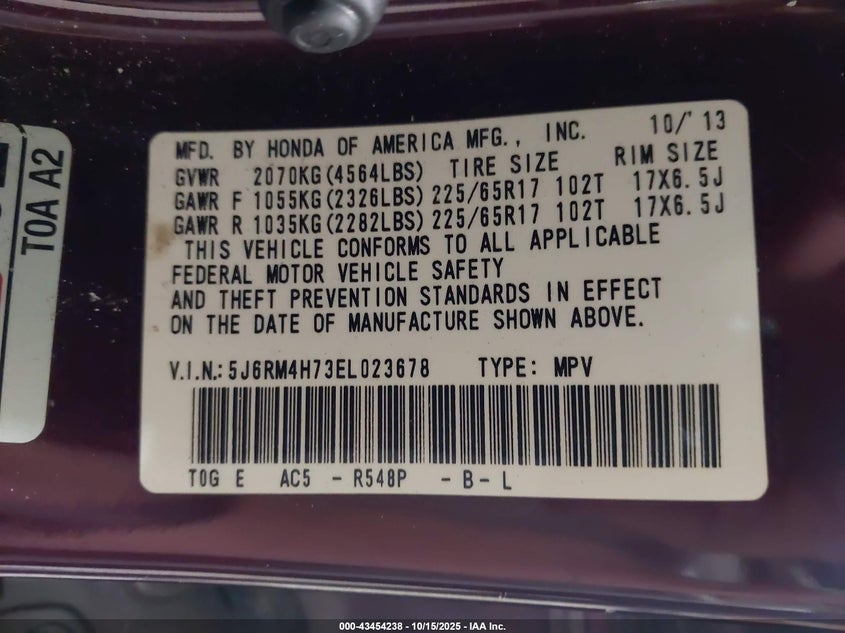 MFD. BY HONDA OF AMERICA MFG., INC. 10/'13
GVWR 2070KG(4564LBS) TIRE SIZE RIM SIZE
GAWR F 1055KG(2326LBS) 225/65R17 102T 17X6.5J
GAWR R 1035KG(2282LBS) 225/65R17 102T 17X6.5J
THIS VEHICLE CONFORMS TO ALL APPLICABLE
FEDERAL MOTOR VEHICLE SAFETY
AND THEFT PREVENTION STANDARDS IN EFFECT
ON THE DATE OF MANUFACTURE SHOWN ABOVE.
V.I.N.: 5J6RM4H73EL023678 TYPE: MPV
T0G E AC5 - R548P - B - L
T0A A2
000-43454238 - 10/15/2025 - IAA Inc.